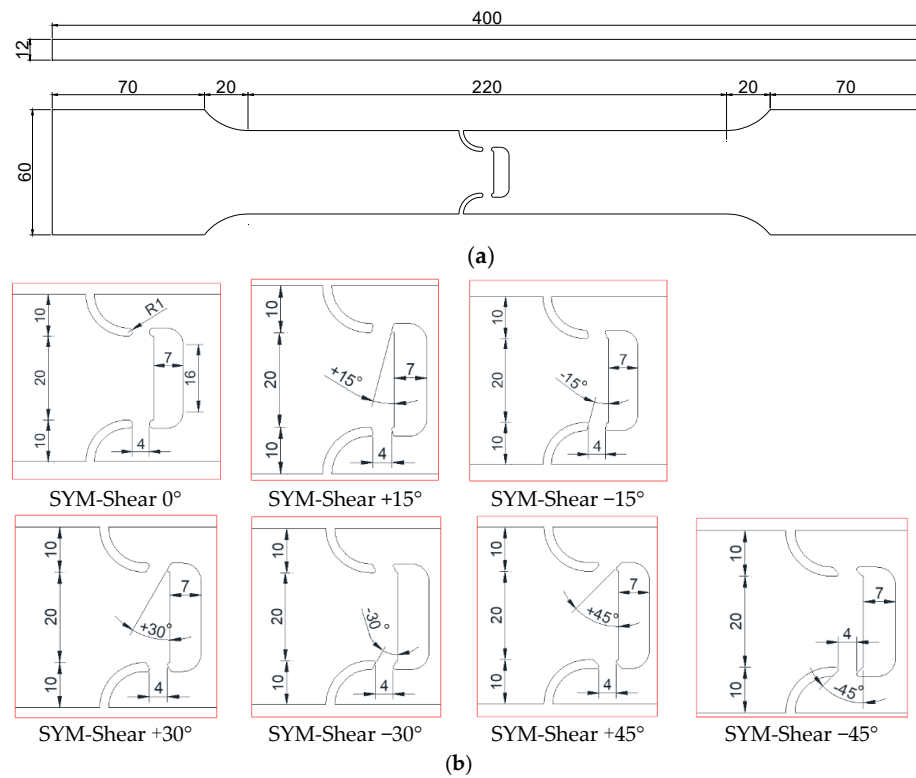 400
12
70 20 220 20 70
60
(a)
10 R1 20 7 16 10 4
10 20 +15° 7 10 4
10 20 -15° 7 10 4
SYM-Shear 0° SYM-Shear +15° SYM-Shear −15°
10 20 7 +30° 10 4
10 20 7 -30° 10 4
10 20 7 +45° 10 4
10 20 7 4 10 -45°
SYM-Shear +30° SYM-Shear −30° SYM-Shear +45° SYM-Shear −45°
(b)